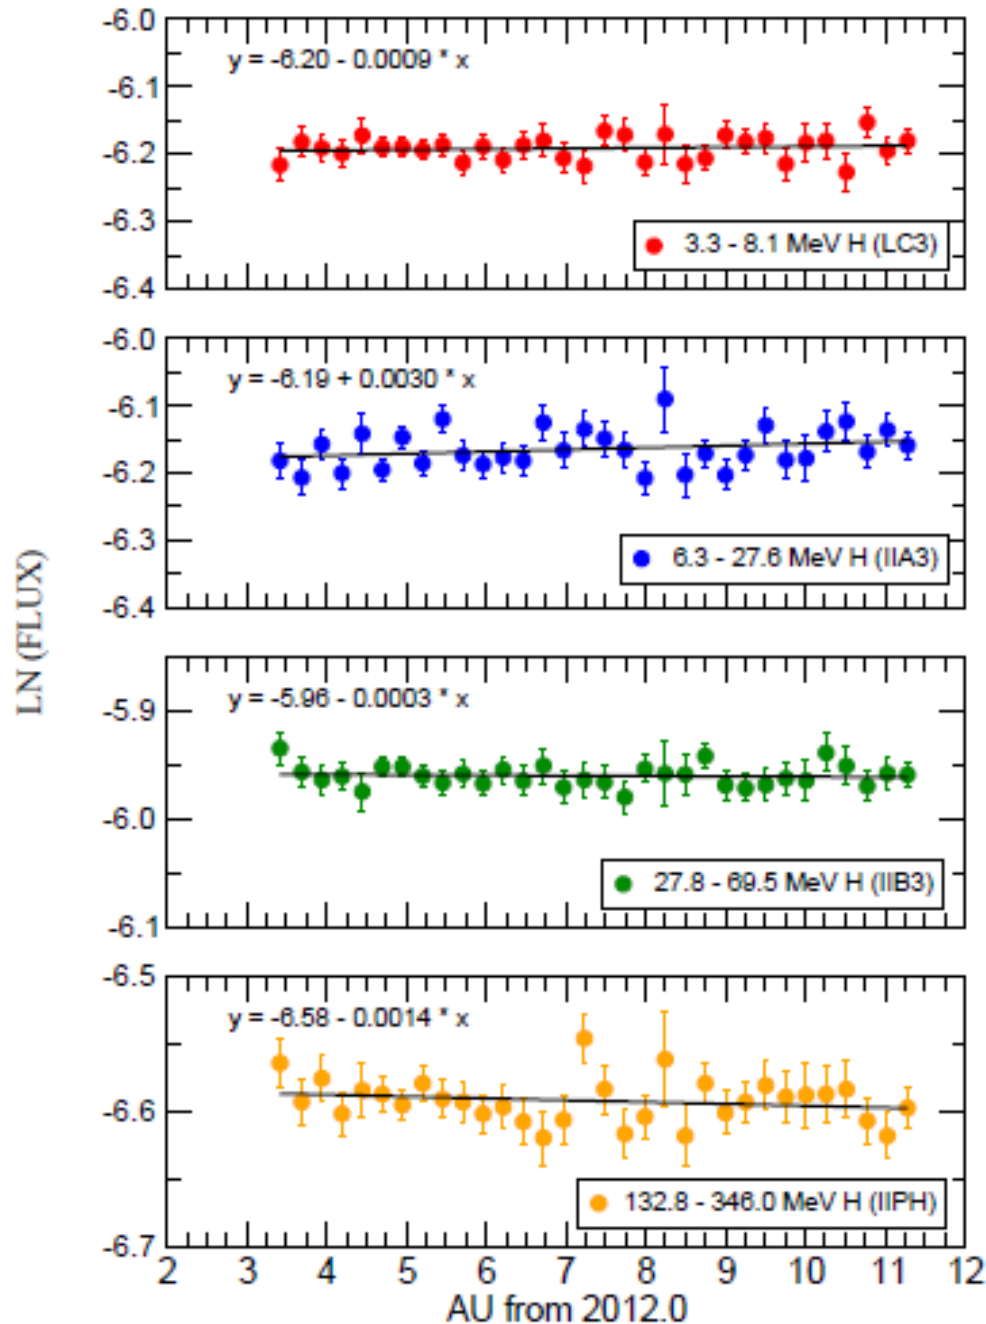 -6.0
y = -6.20 - 0.0009 * x
-6.1
-6.2
-6.3
3.3 - 8.1 MeV H (LC3)
-6.4
-6.0
y = -6.19 + 0.0030 * x
-6.1
-6.2
-6.3
6.3 - 27.6 MeV H (IIA3)
-6.4
LN (FLUX)
y = -5.96 - 0.0003 * x
-5.9
-6.0
27.8 - 69.5 MeV H (IIB3)
-6.1
-6.5
y = -6.58 - 0.0014 * x
-6.6
132.8 - 346.0 MeV H (IIPH)
-6.7
2 3 4 5 6 7 8 9 10 11 12
AU from 2012.0